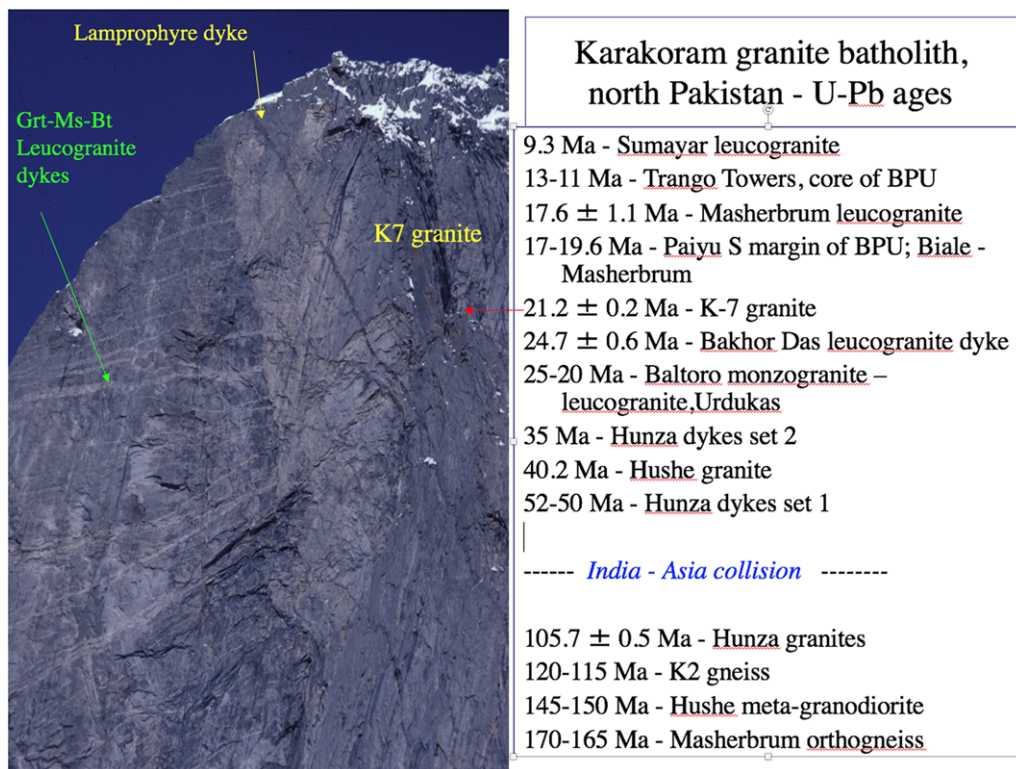 Lamprophyre dyke
Grt-Ms-Bt
Leucogranite
dykes
K7 granite
Karakoram granite batholith,
north Pakistan - U-Pb ages
9.3 Ma - Sumayar leucogranite
13-11 Ma - Trango Towers, core of BPU
17.6 ± 1.1 Ma - Masherbrum leucogranite
17-19.6 Ma - Paiyu S margin of BPU; Biale -
Masherbrum
21.2 ± 0.2 Ma - K-7 granite
24.7 ± 0.6 Ma - Bakhor Das leucogranite dyke
25-20 Ma - Baltoro monzogranite –
leucogranite,Urdukas
35 Ma - Hunza dykes set 2
40.2 Ma - Hushe granite
52-50 Ma - Hunza dykes set 1
------ India - Asia collision --------
105.7 ± 0.5 Ma - Hunza granites
120-115 Ma - K2 gneiss
145-150 Ma - Hushe meta-granodiorite
170-165 Ma - Masherbrum orthogneiss